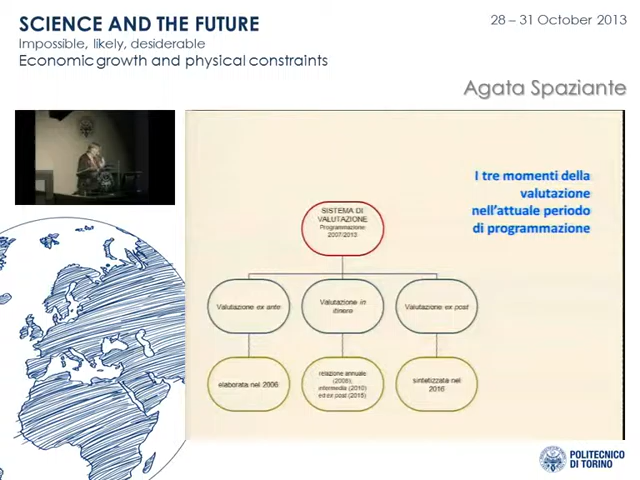 SCIENCE AND THE FUTURE
Impossible, likely, desiderable
Economic growth and physical constraints
28 – 31 October 2013
Agata Spaziante
I tre momenti della
valutazione
nell'attuale periodo
di programmazione
SISTEMA DI
VALUTAZIONE
Programmazione
2007/2013
Valutazione ex ante
Valutazione in
itinere
Valutazione ex post
elaborata nel 2006
relazione annuale
(2008);
intermedia (2010)
ed ex post (2015)
sintetizzata nel
2016
POLITECNICO
DI TORINO